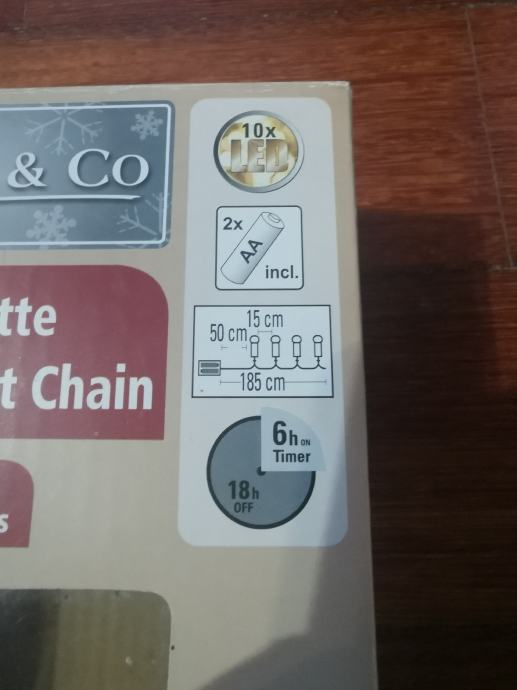 & Co
tte
t Chain
s
10x
LED
2x
AA
incl.
15 cm
50 cm
185 cm
6h ON
Timer
18h
OFF